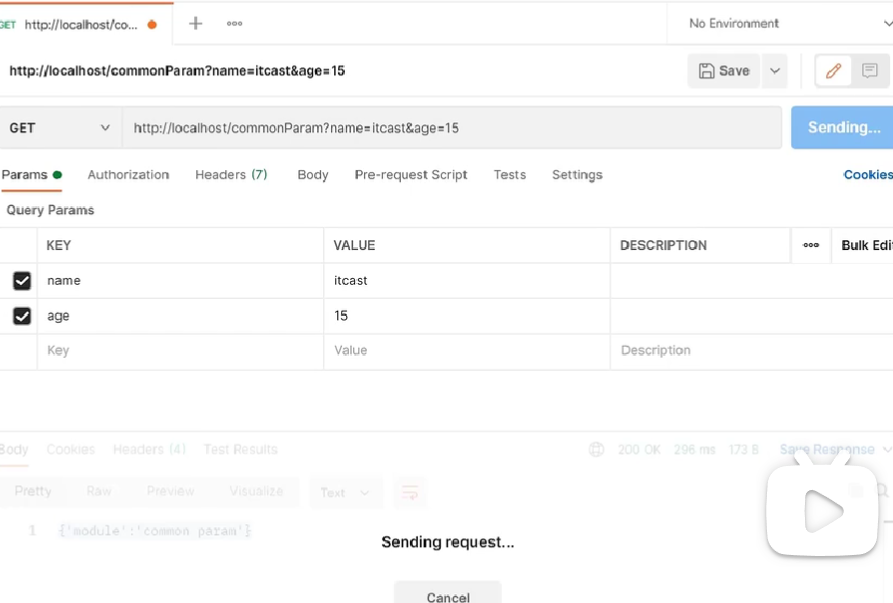 GET http://localhost/co...
No Environment
http://localhost/commonParam?name=itcast&age=15
Save
GET http://localhost/commonParam?name=itcast&age=15 Sending...
Params Authorization Headers (7) Body Pre-request Script Tests Settings Cookies
Query Params
KEY VALUE DESCRIPTION Bulk Edit
name itcast
age 15
Key Value Description
Body Cookies Headers (4) Test Results 200 OK 296 ms 173 B Save Response
Pretty Raw Preview Visualize Text
1 {'module':'common param'}
Sending request...
Cancel